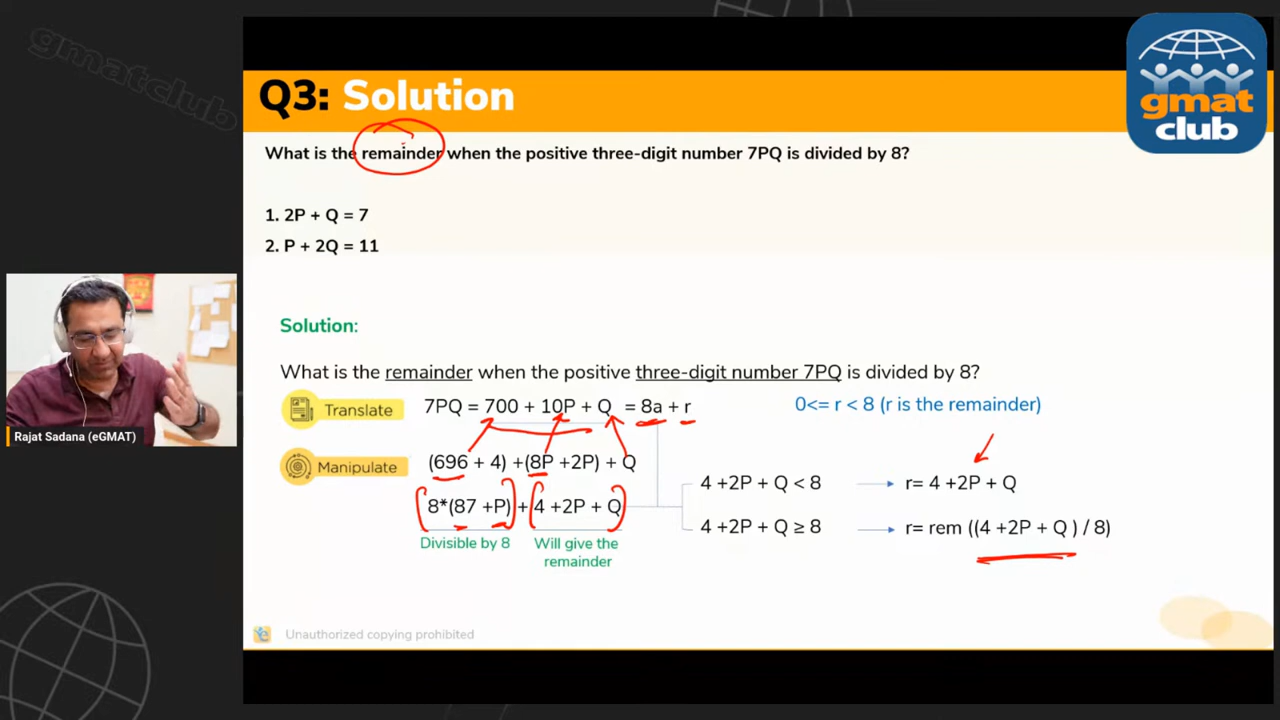 gmatclub
gmat
club
Q3: Solution
What is the remainder when the positive three-digit number 7PQ is divided by 8?
1. 2P + Q = 7
2. P + 2Q = 11
Solution:
What is the remainder when the positive three-digit number 7PQ is divided by 8?
Translate
7PQ = 700 + 10P + Q = 8a + r
0<= r < 8 (r is the remainder)
Manipulate
(696 + 4) +(8P +2P) + Q
8*(87 +P) + (4 +2P + Q)
Divisible by 8
Will give the
remainder
4 +2P + Q < 8
r= 4 +2P + Q
4 +2P + Q ≥ 8
r= rem ((4 +2P + Q ) / 8)
Rajat Sadana (eGMAT)
Unauthorized copying prohibited